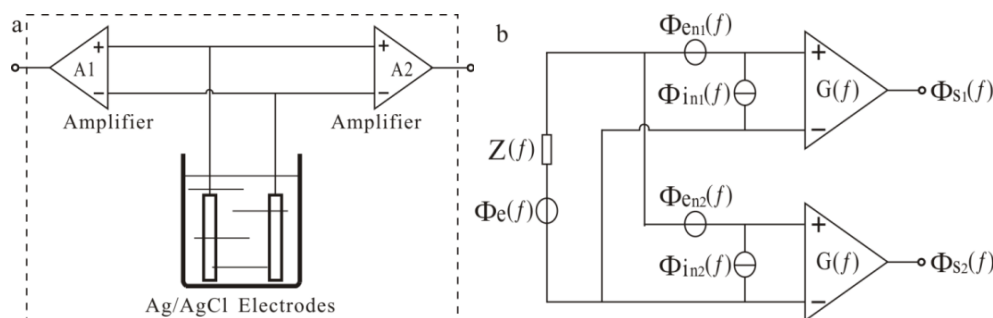 a
+
A1
−
Amplifier
+
A2
−
Amplifier
Ag/AgCl Electrodes
b
Φen1(f)
Φin1(f)
+
G(f)
−
Φs1(f)
Z(f)
Φe(f)
Φen2(f)
Φin2(f)
+
G(f)
−
Φs2(f)